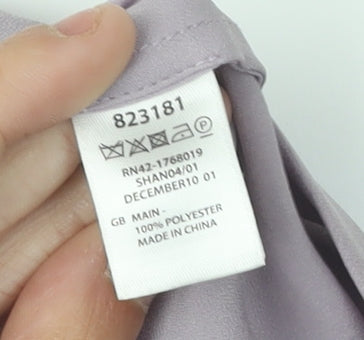 823181
P
RN42-1768019
SHAN04/01
DECEMBER10 01
GB MAIN -
100% POLYESTER
MADE IN CHINA